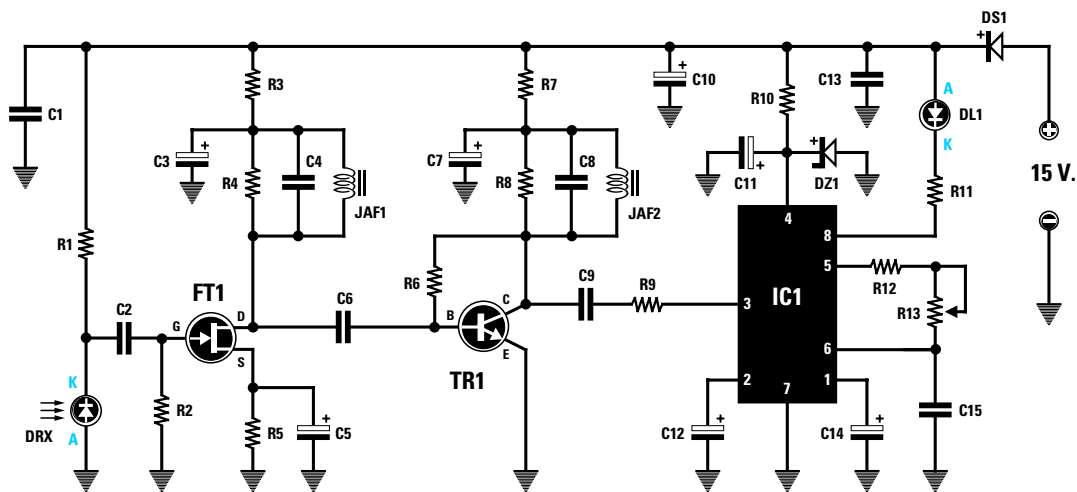 DS1
R3
R7
C10
R10
C13
A
DL1
K
C1
C3
R4
C4
JAF1
C7
R8
C8
JAF2
C11
DZ1
R11
15 V.
R1
FT1
C2
G
D
S
C6
R6
B
C
E
TR1
C9
R9
4
8
5
3
IC1
6
2
7
1
R12
R13
K
DRX
A
R2
R5
C5
C12
C14
C15